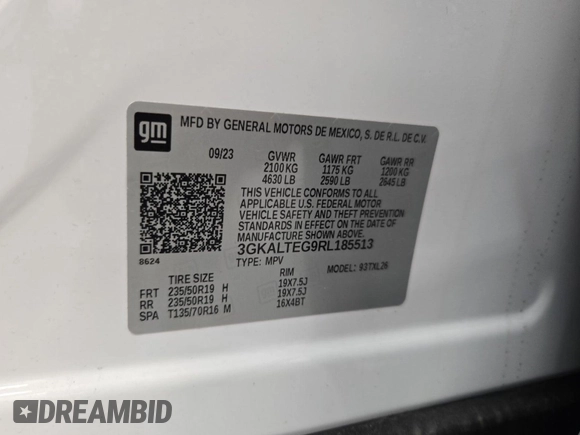 gm
MFD BY GENERAL MOTORS DE MEXICO, S. DE R.L. DE C.V.
09/23 GVWR GAWR FRT GAWR RR
2100 KG 1175 KG 1200 KG
4630 LB 2590 LB 2645 LB
THIS VEHICLE CONFORMS TO ALL
APPLICABLE U.S. FEDERAL MOTOR
VEHICLE SAFETY AND THEFT PREVENTION
STANDARDS IN EFFECT ON THE DATE OF
MANUFACTURE SHOWN ABOVE.
3GKALTEG9RL185513
8624 TYPE: MPV MODEL: 93TXL26
TIRE SIZE RIM
FRT 235/50R19 H 19X7.5J
RR 235/50R19 H 19X7.5J
SPA T135/70R16 M 16X4BT
DREAMBID